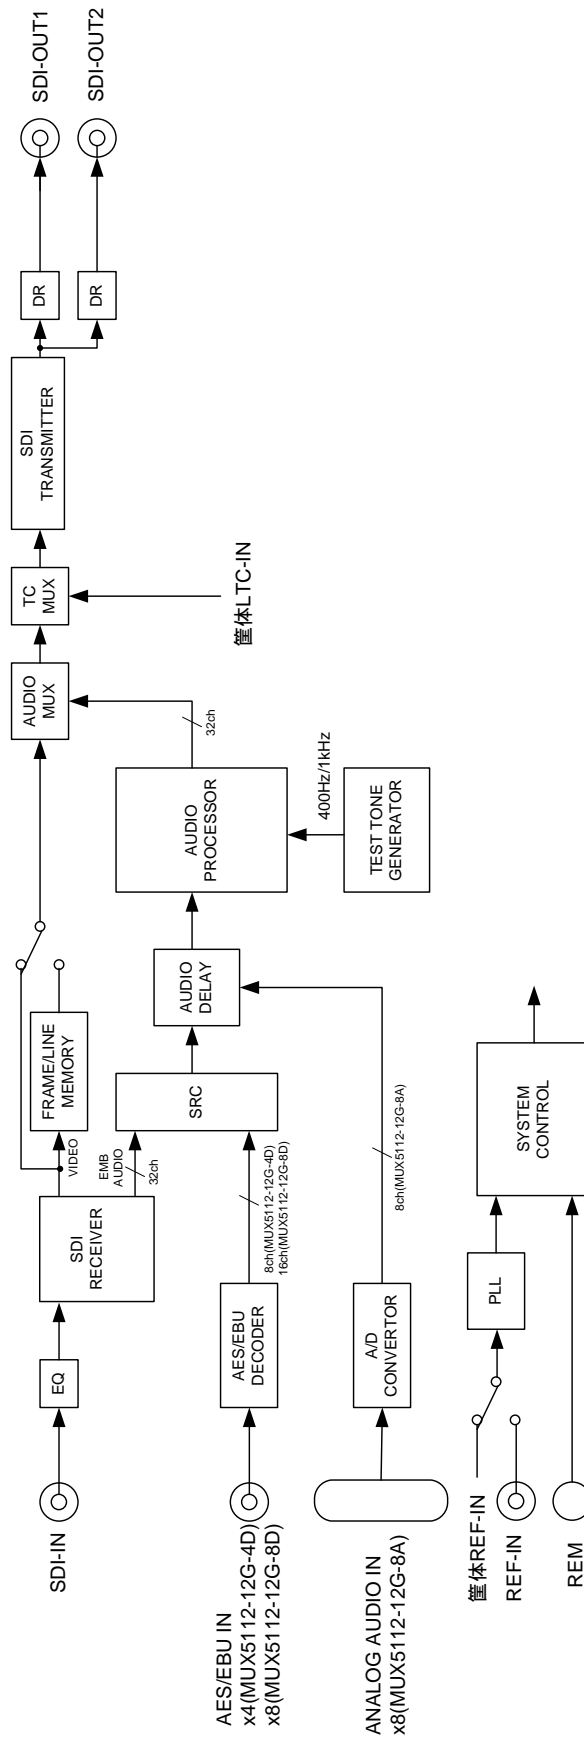 SDI-IN
EQ
SDI
RECEIVER
VIDEO
EMB
AUDIO
32ch
FRAME/LINE
MEMORY
AUDIO
MUX
TC
MUX
SDI
TRANSMITTER
DR
DR
SDI-OUT1
SDI-OUT2
筐体LTC-IN
AES/EBU IN
x4(MUX5112-12G-4D)
x8(MUX5112-12G-8D)
AES/EBU
DECODER
8ch(MUX5112-12G-4D)
16ch(MUX5112-12G-8D)
SRC
AUDIO
DELAY
AUDIO
PROCESSOR
32ch
400Hz/1kHz
TEST TONE
GENERATOR
ANALOG AUDIO IN
x8(MUX5112-12G-8A)
A/D
CONVERTOR
8ch(MUX5112-12G-8A)
筐体REF-IN
REF-IN
REM
PLL
SYSTEM
CONTROL